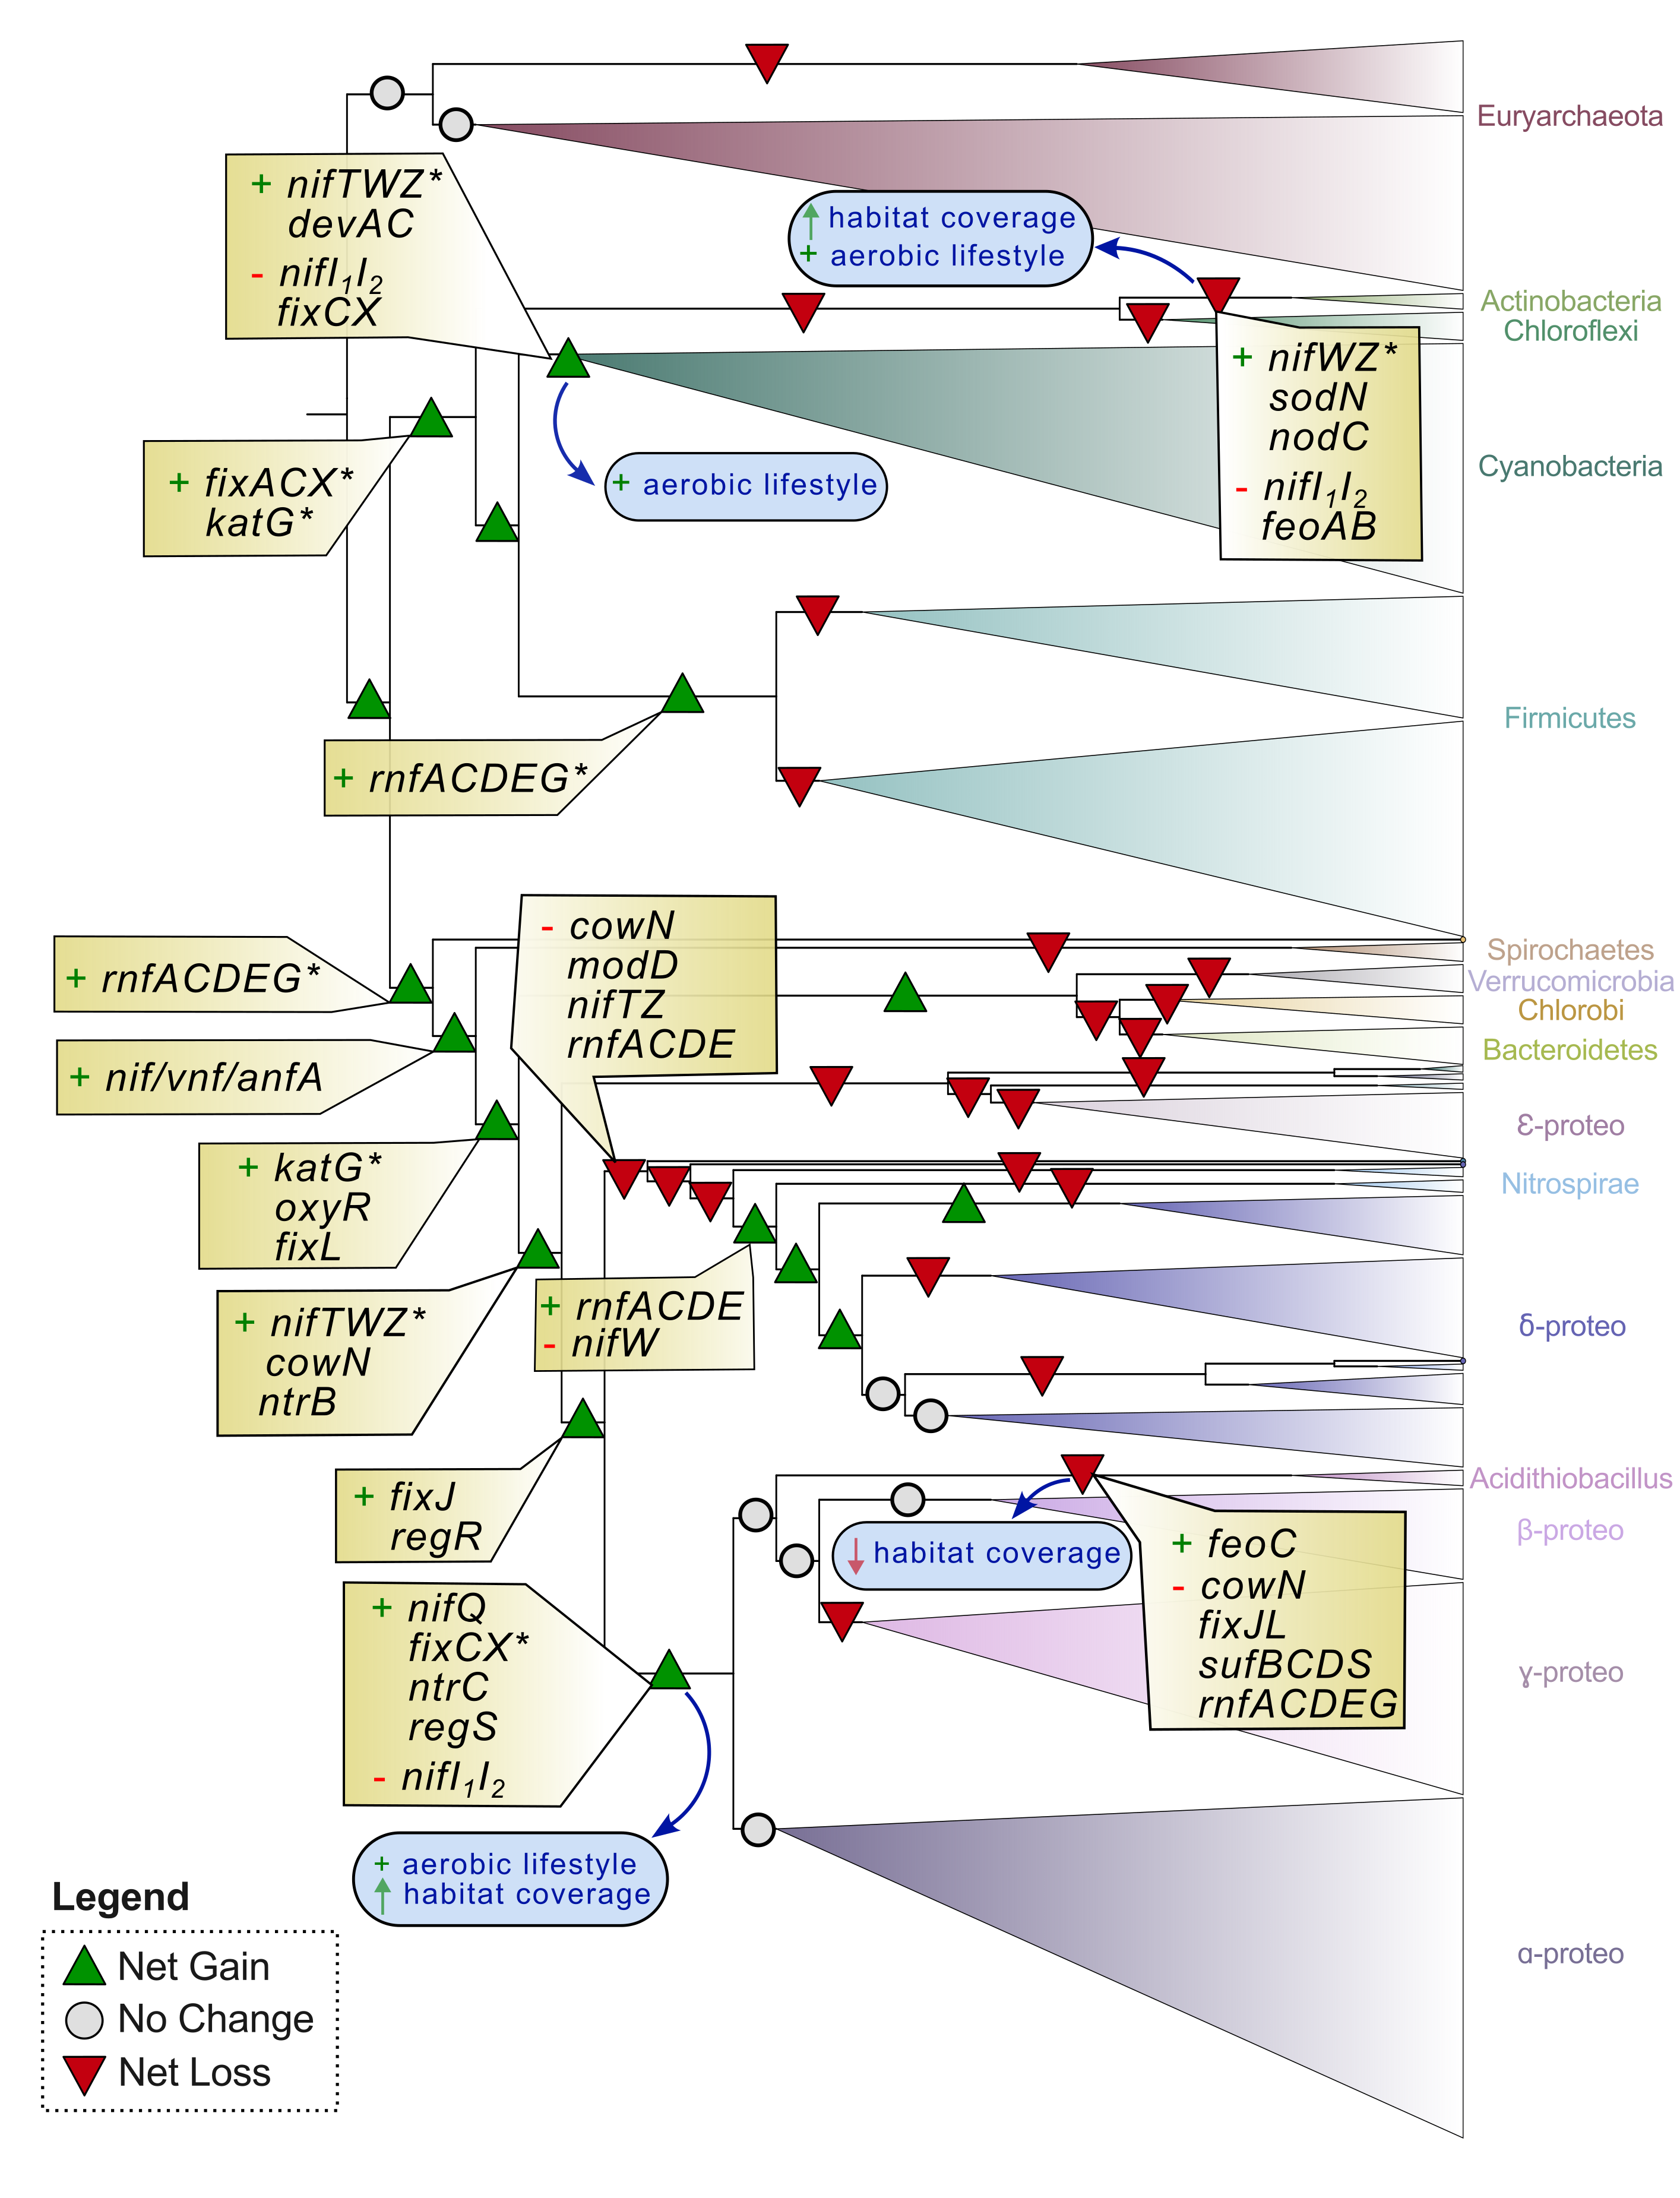 Euryarchaeota
+ nifTWZ*
devAC
- nifI1I2
fixCX
habitat coverage
+ aerobic lifestyle
Actinobacteria
Chloroflexi
+ nifWZ*
sodN
nodC
- nifI1I2
feoAB
Cyanobacteria
+ fixACX*
katG*
+ aerobic lifestyle
Firmicutes
+ rnfACDEG*
- cowN
modD
nifTZ
rnfACDE
Spirochaetes
Verrucomicrobia
Chlorobi
Bacteroidetes
+ rnfACDEG*
+ nif/vnf/anfA
Ɛ-proteo
+ katG*
oxyR
fixL
Nitrospirae
+ nifTWZ*
cowN
ntrB
+ rnfACDE
- nifW
δ-proteo
+ fixJ
regR
Acidithiobacillus
β-proteo
habitat coverage
+ feoC
- cowN
fixJL
sufBCDS
rnfACDEG
ɣ-proteo
+ nifQ
fixCX*
ntrC
regS
- nifI1I2
+ aerobic lifestyle
habitat coverage
ɑ-proteo
Legend
Net Gain
No Change
Net Loss